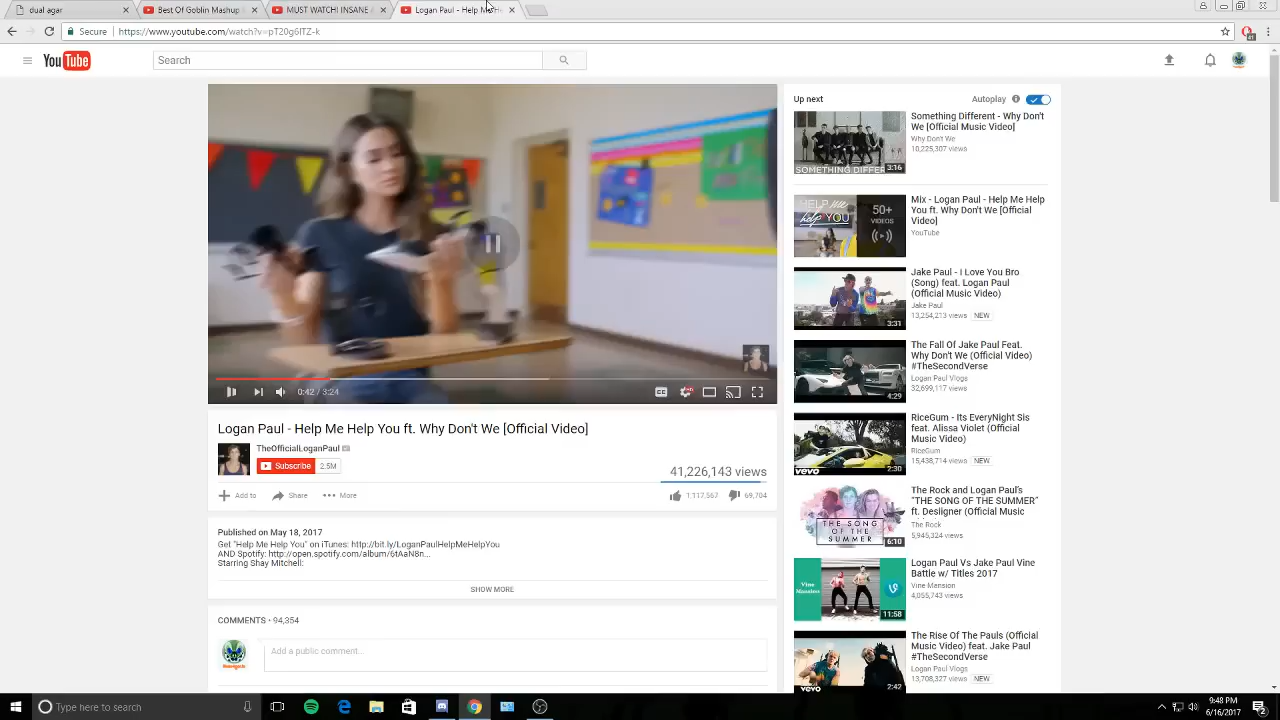 dual agar
Best Of Goblin Mashup
MUST WATCH! INSANE
Logan Paul - Help Me H
Secure
https://www.youtube.com/watch?v=pT20g6lTZ-k
YouTube
Search
Up next
Autoplay
Something Different - Why Don't
We [Official Music Video]
Why Don't We
10,225,307 views
SOMETHING DIFFER
3:16
Mix - Logan Paul - Help Me Help
You ft. Why Don't We [Official
Video]
YouTube
HELP me
help YOU
50+
VIDEOS
Jake Paul - I Love You Bro
(Song) feat. Logan Paul
(Official Music Video)
Jake Paul
13,254,213 views NEW
3:31
The Fall Of Jake Paul Feat.
Why Don't We (Official Video)
#TheSecondVerse
Logan Paul Vlogs
32,699,117 views
4:29
RiceGum - Its EveryNight Sis
feat. Alissa Violet (Official
Music Video)
RiceGum
15,438,714 views NEW
vevo
2:30
The Rock and Logan Paul's
"THE SONG OF THE SUMMER"
ft. Desiigner (Official Music
The Rock
5,945,324 views
THE SONG
OF THE
SUMMER
6:10
Logan Paul Vs Jake Paul Vine
Battle w/ Titles 2017
Vine Mansion
4,055,743 views
Vine
Mansion
11:58
The Rise Of The Pauls (Official
Music Video) feat. Jake Paul
#TheSecondVerse
Logan Paul Vlogs
13,708,327 views NEW
vevo
2:42
0:42 / 3:24
CC
HD
Logan Paul - Help Me Help You ft. Why Don't We [Official Video]
TheOfficialLoganPaul
Subscribe 2.5M
41,226,143 views
Add to
Share
More
1,117,567
69,704
Published on May 18, 2017
Get "Help Me Help You" on iTunes: http://bit.ly/LoganPaulHelpMeHelpYou
AND Spotify: http://open.spotify.com/album/6tAaN8n...
Starring Shay Mitchell:
SHOW MORE
COMMENTS • 94,354
Add a public comment...
Type here to search
9:48 PM
6/16/2017